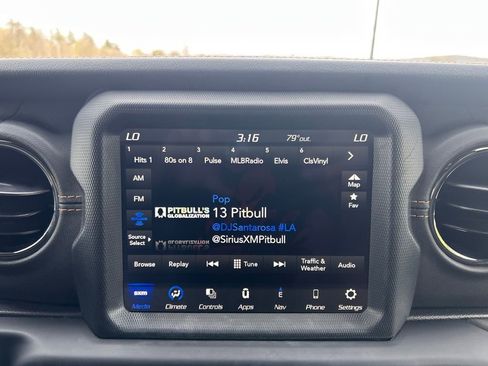 LO 3:16 79° out. LO
1 2 3 4 5 6
Hits 1 80s on 8 Pulse MLBRadio Elvis ClsVinyl
AM
Map
FM
Fav
Source
Select
Pop
PITBULL'S
GLOBALIZATION
13 Pitbull
@DJSantarosa #LA
@SiriusXMPitbull
Browse Replay Tune Traffic &
Weather Audio
Media Climate Controls Apps Nav Phone Settings
E